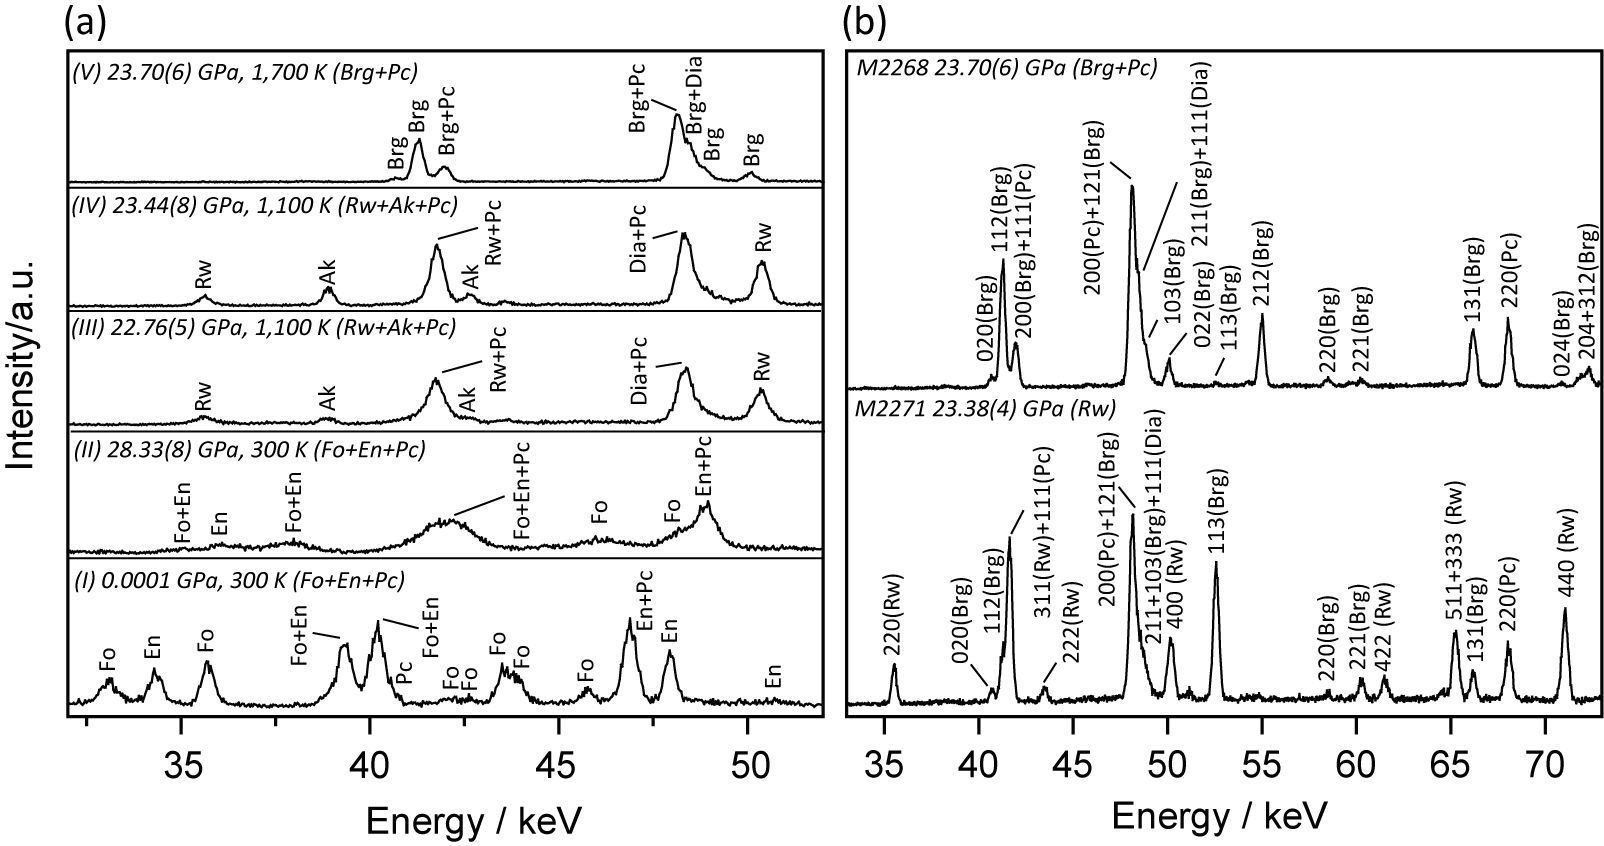 (a)
(V) 23.70(6) GPa, 1,700 K (Brg+Pc)
Brg
Brg
Brg+Pc
Brg+Pc
Brg+Dia
Brg
Brg
(IV) 23.44(8) GPa, 1,100 K (Rw+Ak+Pc)
Rw
Ak
Rw+Pc
Ak
Dia+Pc
Rw
(III) 22.76(5) GPa, 1,100 K (Rw+Ak+Pc)
Rw
Ak
Rw+Pc
Ak
Dia+Pc
Rw
(II) 28.33(8) GPa, 300 K (Fo+En+Pc)
Fo+En
En
Fo+En
Fo+En+Pc
Fo
Fo
En+Pc
(I) 0.0001 GPa, 300 K (Fo+En+Pc)
Fo
En
Fo
Fo+En
Fo+En
Pc
Fo
Fo
Fo
Fo
Fo
En+Pc
En
En
35
40
45
50
Energy / keV
Intensity/a.u.
(b)
M2268 23.70(6) GPa (Brg+Pc)
020(Brg)
112(Brg)
200(Brg)+111(Pc)
200(Pc)+121(Brg)
211(Brg)+111(Dia)
103(Brg)
022(Brg)
113(Brg)
212(Brg)
220(Brg)
221(Brg)
131(Brg)
220(Pc)
024(Brg)
204+312(Brg)
M2271 23.38(4) GPa (Rw)
220(Rw)
020(Brg)
112(Brg)
311(Rw)+111(Pc)
222(Rw)
200(Pc)+121(Brg)
211+103(Brg)+111(Dia)
400 (Rw)
113(Brg)
220(Brg)
221(Brg)
422 (Rw)
511+333 (Rw)
131(Brg)
220(Pc)
440 (Rw)
35
40
45
50
55
60
65
70
Energy / keV